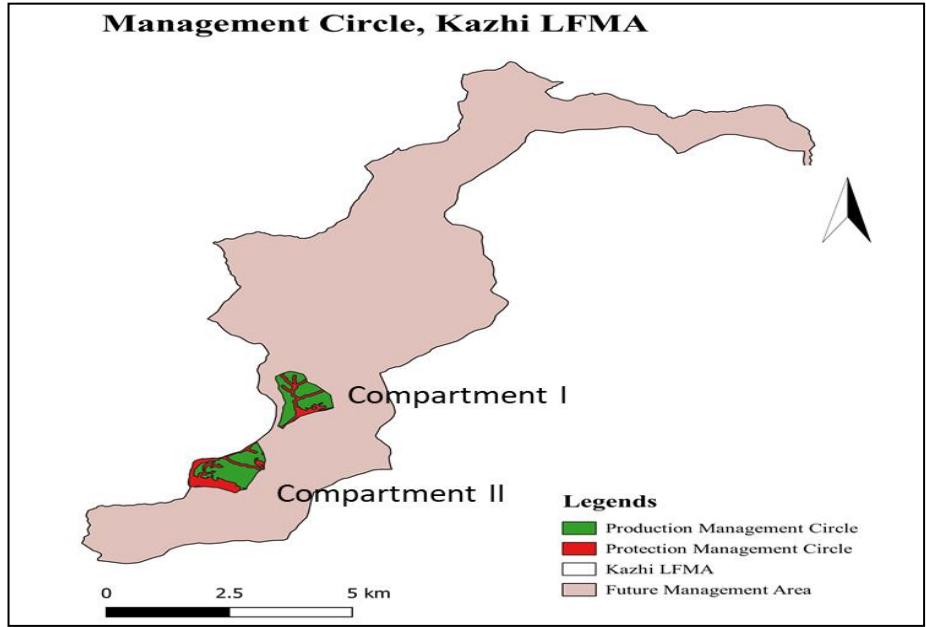 Management Circle, Kazhi LFMA
Compartment I
Compartment II
Legends
Production Management Circle
Protection Management Circle
Kazhi LFMA
Future Management Area
0 2.5 5 km